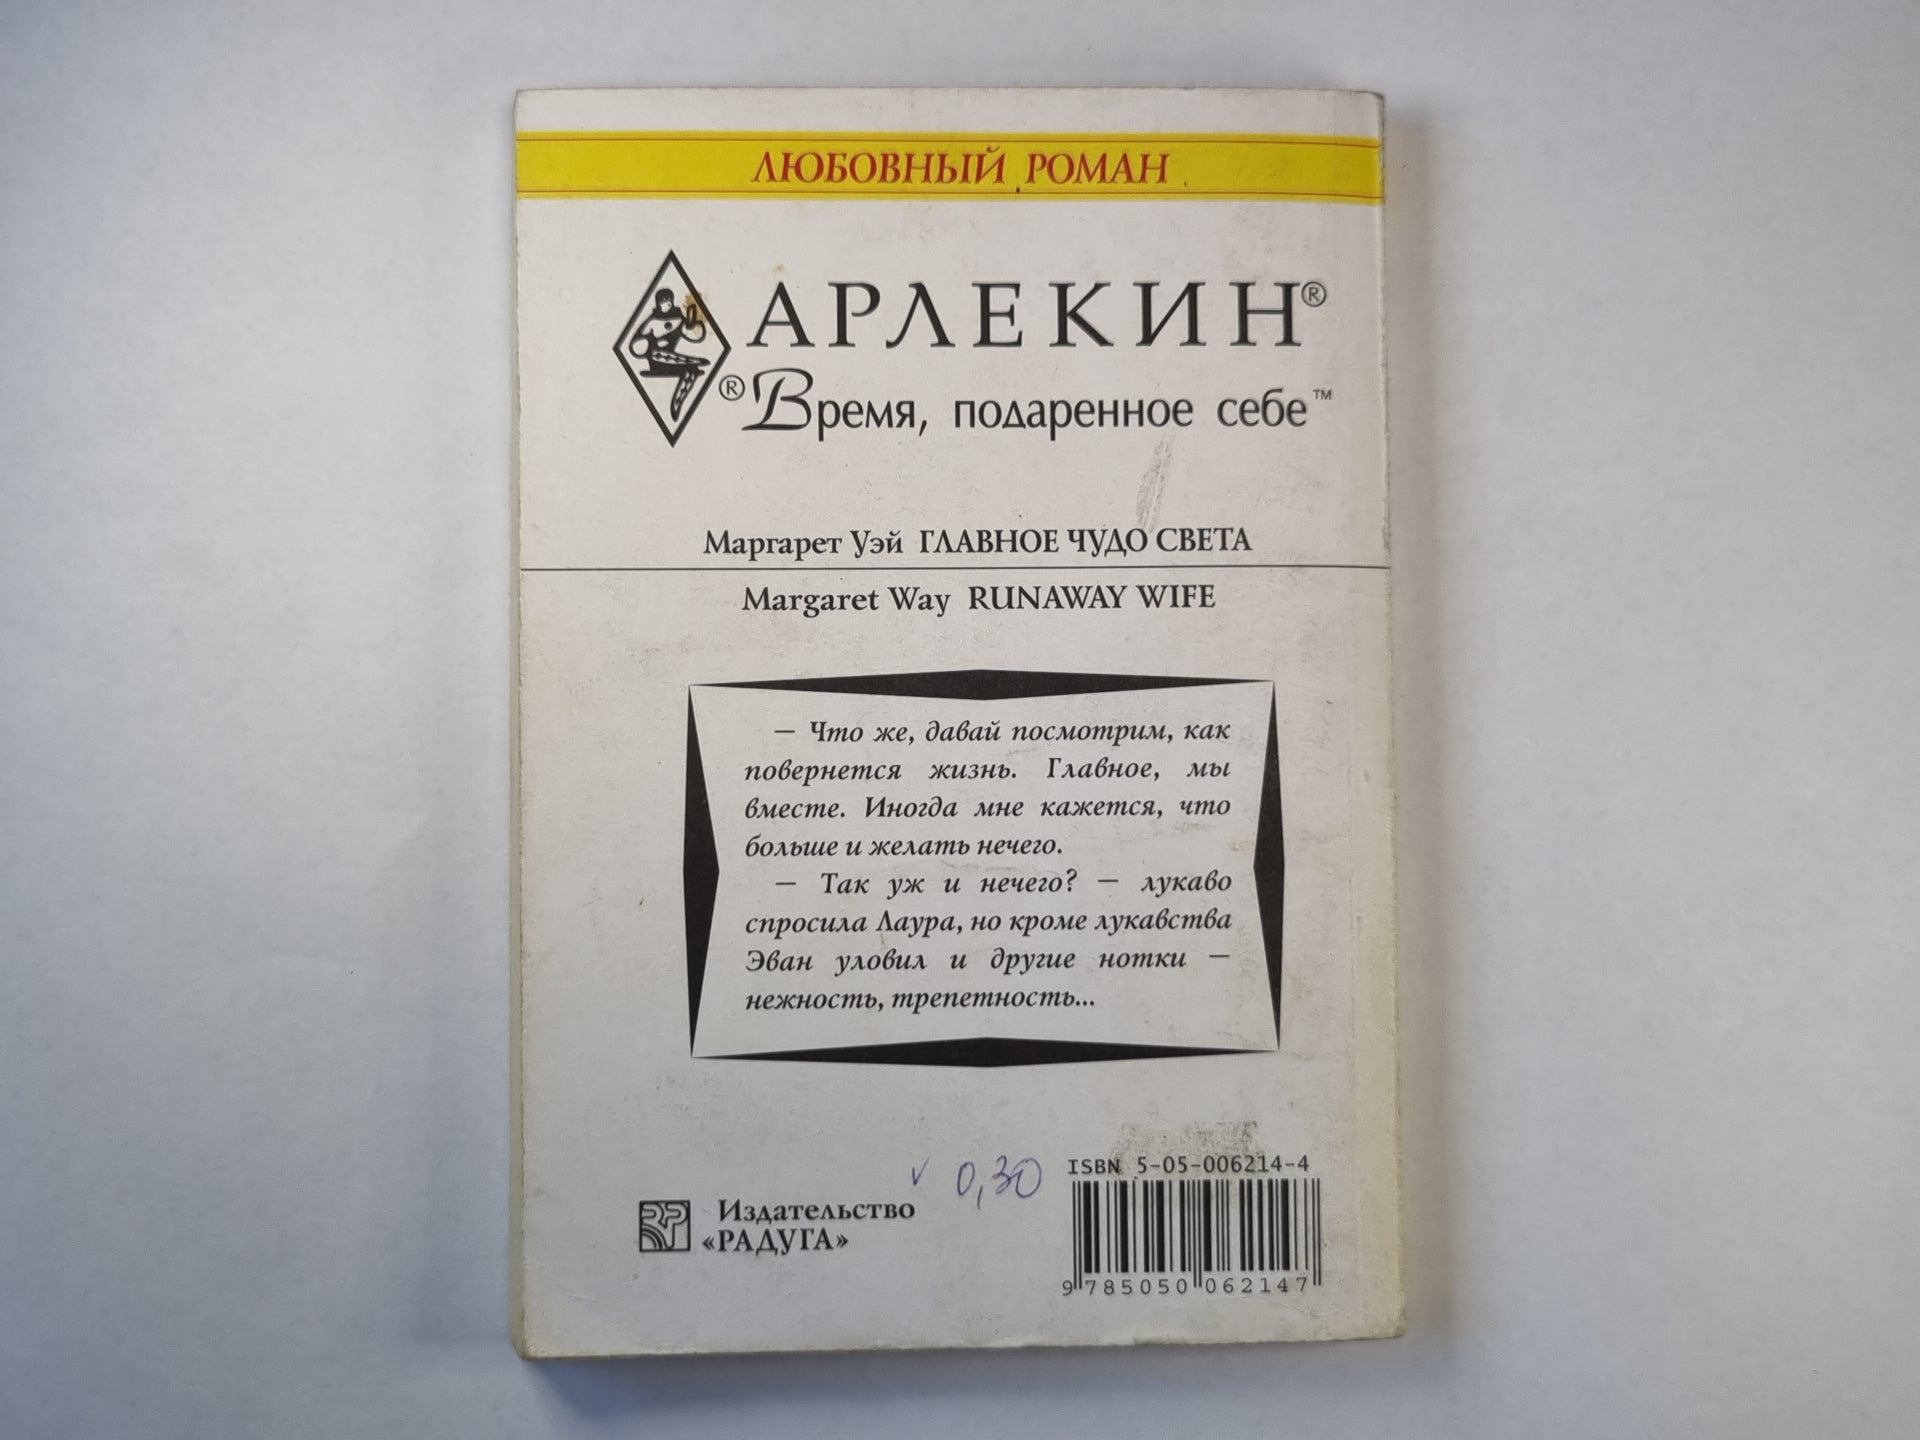 ЛЮБОВНЫЙ РОМАН
АРЛЕКИН®
® Время, подаренное себе™
Маргарет Уэй ГЛАВНОЕ ЧУДО СВЕТА
Margaret Way RUNAWAY WIFE
— Что же, давай посмотрим, как
повернется жизнь. Главное, мы
вместе. Иногда мне кажется, что
больше и желать нечего.
— Так уж и нечего? — лукаво
спросила Лаура, но кроме лукавства
Эван уловил и другие нотки —
нежность, трепетность...
✓ 0,30
ISBN 5-05-006214-4
Издательство
«РАДУГА»
9 785050 062147